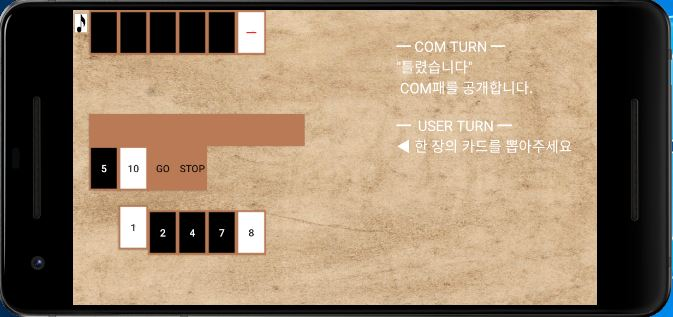 —
— COM TURN —
"틀렸습니다"
COM패를 공개합니다.
— USER TURN —
◀ 한 장의 카드를 뽑아주세요
5 10 GO STOP
1 2 4 7 8